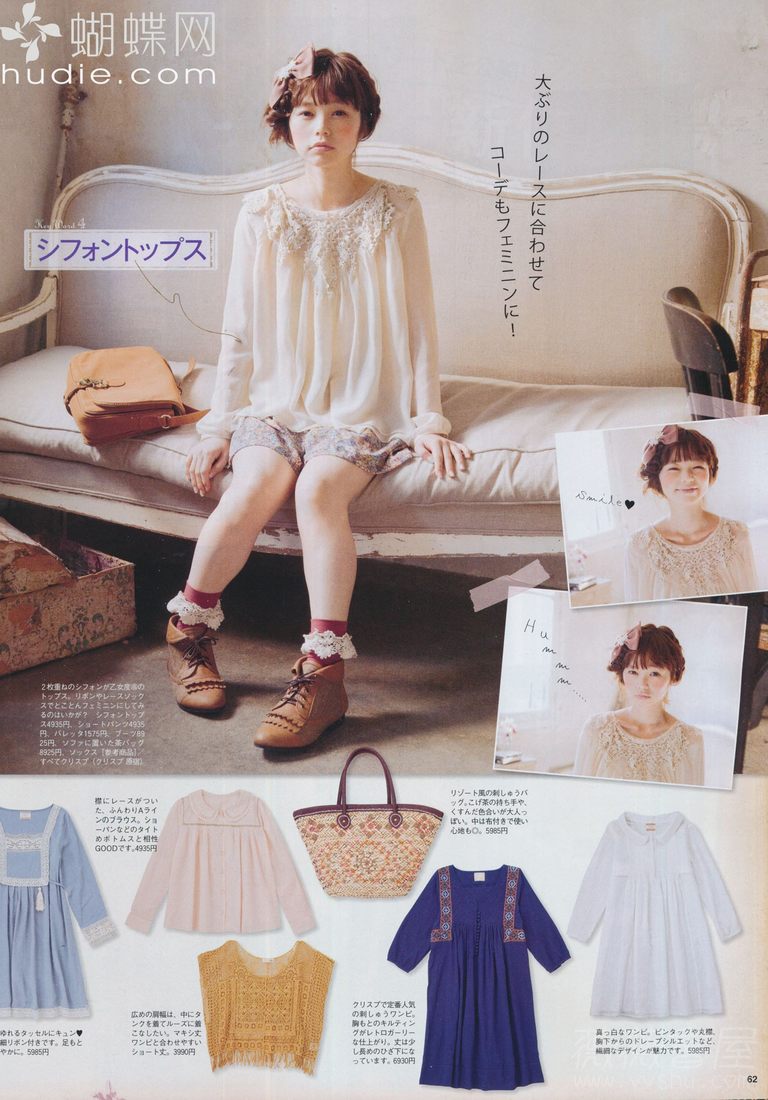 蝴蝶网
hudie.com
大ぶりのレースに合わせて
コーデもフェミニンに!
Key Word 4
シフォントップス
smile♥
Hummm......
2枚重ねのシフォンが乙女度満の
トップス。リボンやレースソック
スでとことんフェミニンにしてみ
るのはいかが? シフォントップ
ス4935円、ショートパンツ4935
円、バレッタ1575円、ブーツ89
25円、ソファに置いた茶バッグ
8925円、ソックス[参考商品]/
すべてクリスプ(クリスプ 原宿)
襟にレースがつい
た、ふんわりAライ
ンのブラウス。ショ
ーパンなどのタイト
めボトムスと相性
GOODです。4935円
リゾート風の刺しゅうバ
ッグ。こげ茶の持ち手や、
くすんだ色合いが大人っ
ぽい。中は布付きで使い
心地も◎。5985円
ゆれるタッセルにキュン♥
細リボン付きです。足もと
やかに。5985円
広めの肩幅は、中にタ
ンクを着てルーズに着
こなしたい。マキシ丈
ワンピと合わせやすい
ショート丈。3990円
クリスプで定番人気
の刺しゅうワンピ。
胸もとのキルティン
グがレトロガーリー
な仕上がり。丈は少
し長めのひざ下にな
っています。6930円
真っ白なワンピ。ピンタックや丸襟、
胸下からのドレープシルエットなど、
繊細なデザインが魅力です。5985円
62